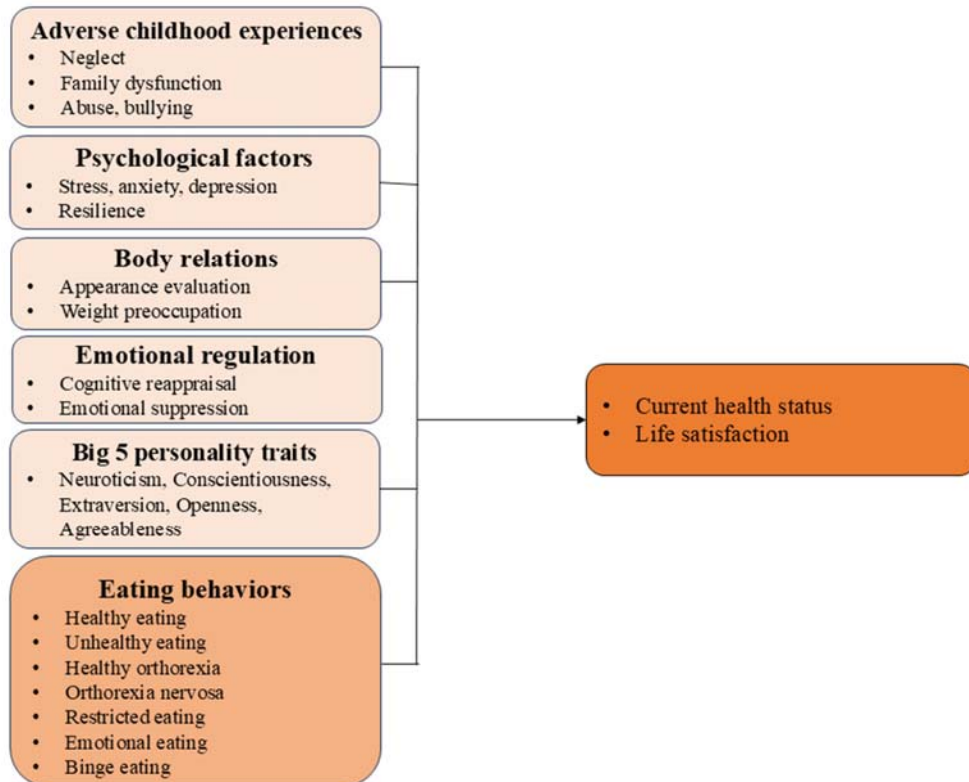 Adverse childhood experiences
• Neglect
• Family dysfunction
• Abuse, bullying
Psychological factors
• Stress, anxiety, depression
• Resilience
Body relations
• Appearance evaluation
• Weight preoccupation
Emotional regulation
• Cognitive reappraisal
• Emotional suppression
Big 5 personality traits
• Neuroticism, Conscientiousness,
Extraversion, Openness,
Agreeableness
Eating behaviors
• Healthy eating
• Unhealthy eating
• Healthy orthorexia
• Orthorexia nervosa
• Restricted eating
• Emotional eating
• Binge eating
• Current health status
• Life satisfaction